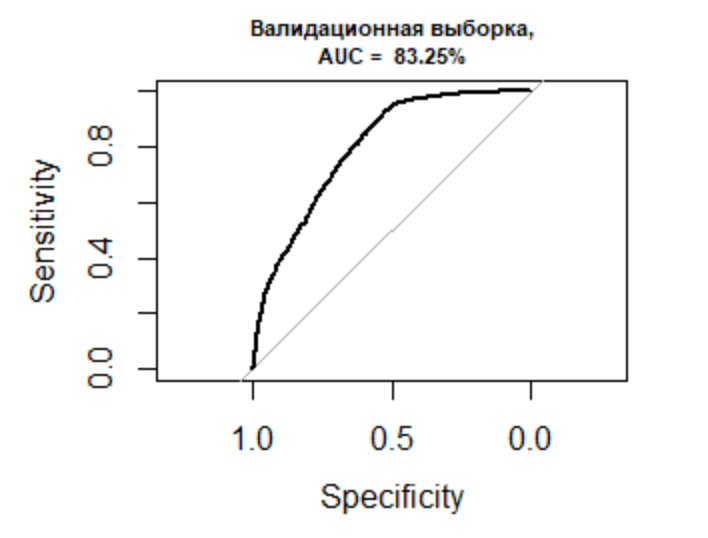 Валидационная выборка,
AUC = 83.25%
Sensitivity
0.8
0.4
0.0
1.0 0.5 0.0
Specificity